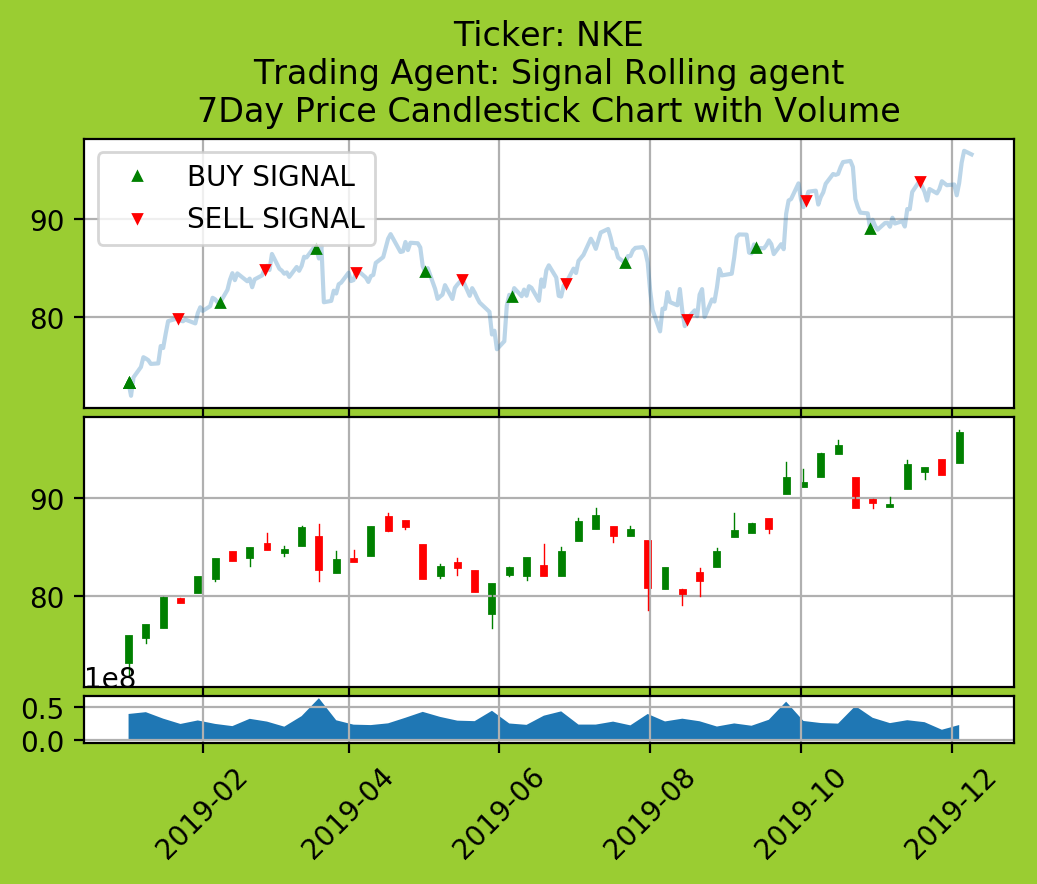 Ticker: NKE
Trading Agent: Signal Rolling agent
7Day Price Candlestick Chart with Volume
BUY SIGNAL
SELL SIGNAL
90
80
90
80
1e8
0.5
0.0
2019-02
2019-04
2019-06
2019-08
2019-10
2019-12